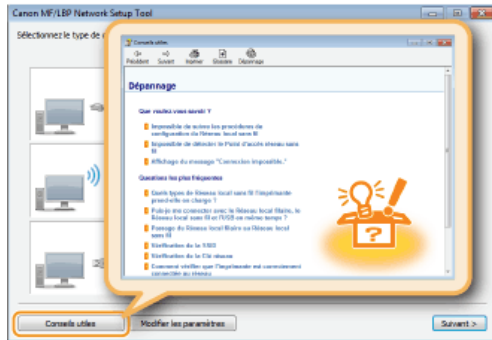 Canon MF/LBP Network Setup Tool
Sélectionnez le type de
Conseils utiles
Précédent Suivant Imprimer Glossaire Dépannage
Dépannage
Que voulez-vous savoir ?
Impossible de suivre les procédures de
configuration du Réseau local sans fil
Impossible de détecter le Point d'accès réseau sans
fil
Affichage du message "Connexion impossible."
Questions les plus fréquentes
Quels types de Réseau local sans fil l'imprimante
prend-elle en charge ?
Puis-je me connecter avec le Réseau local filaire, le
Réseau local sans fil et l'USB en même temps ?
Passage du Réseau local filaire au Réseau local
sans fil
Vérification de la SSID
Vérification de la Clé réseau
Comment vérifier que l'imprimante est correctement
connectée au réseau
?
Conseils utiles
Modifier les paramètres
Suivant >